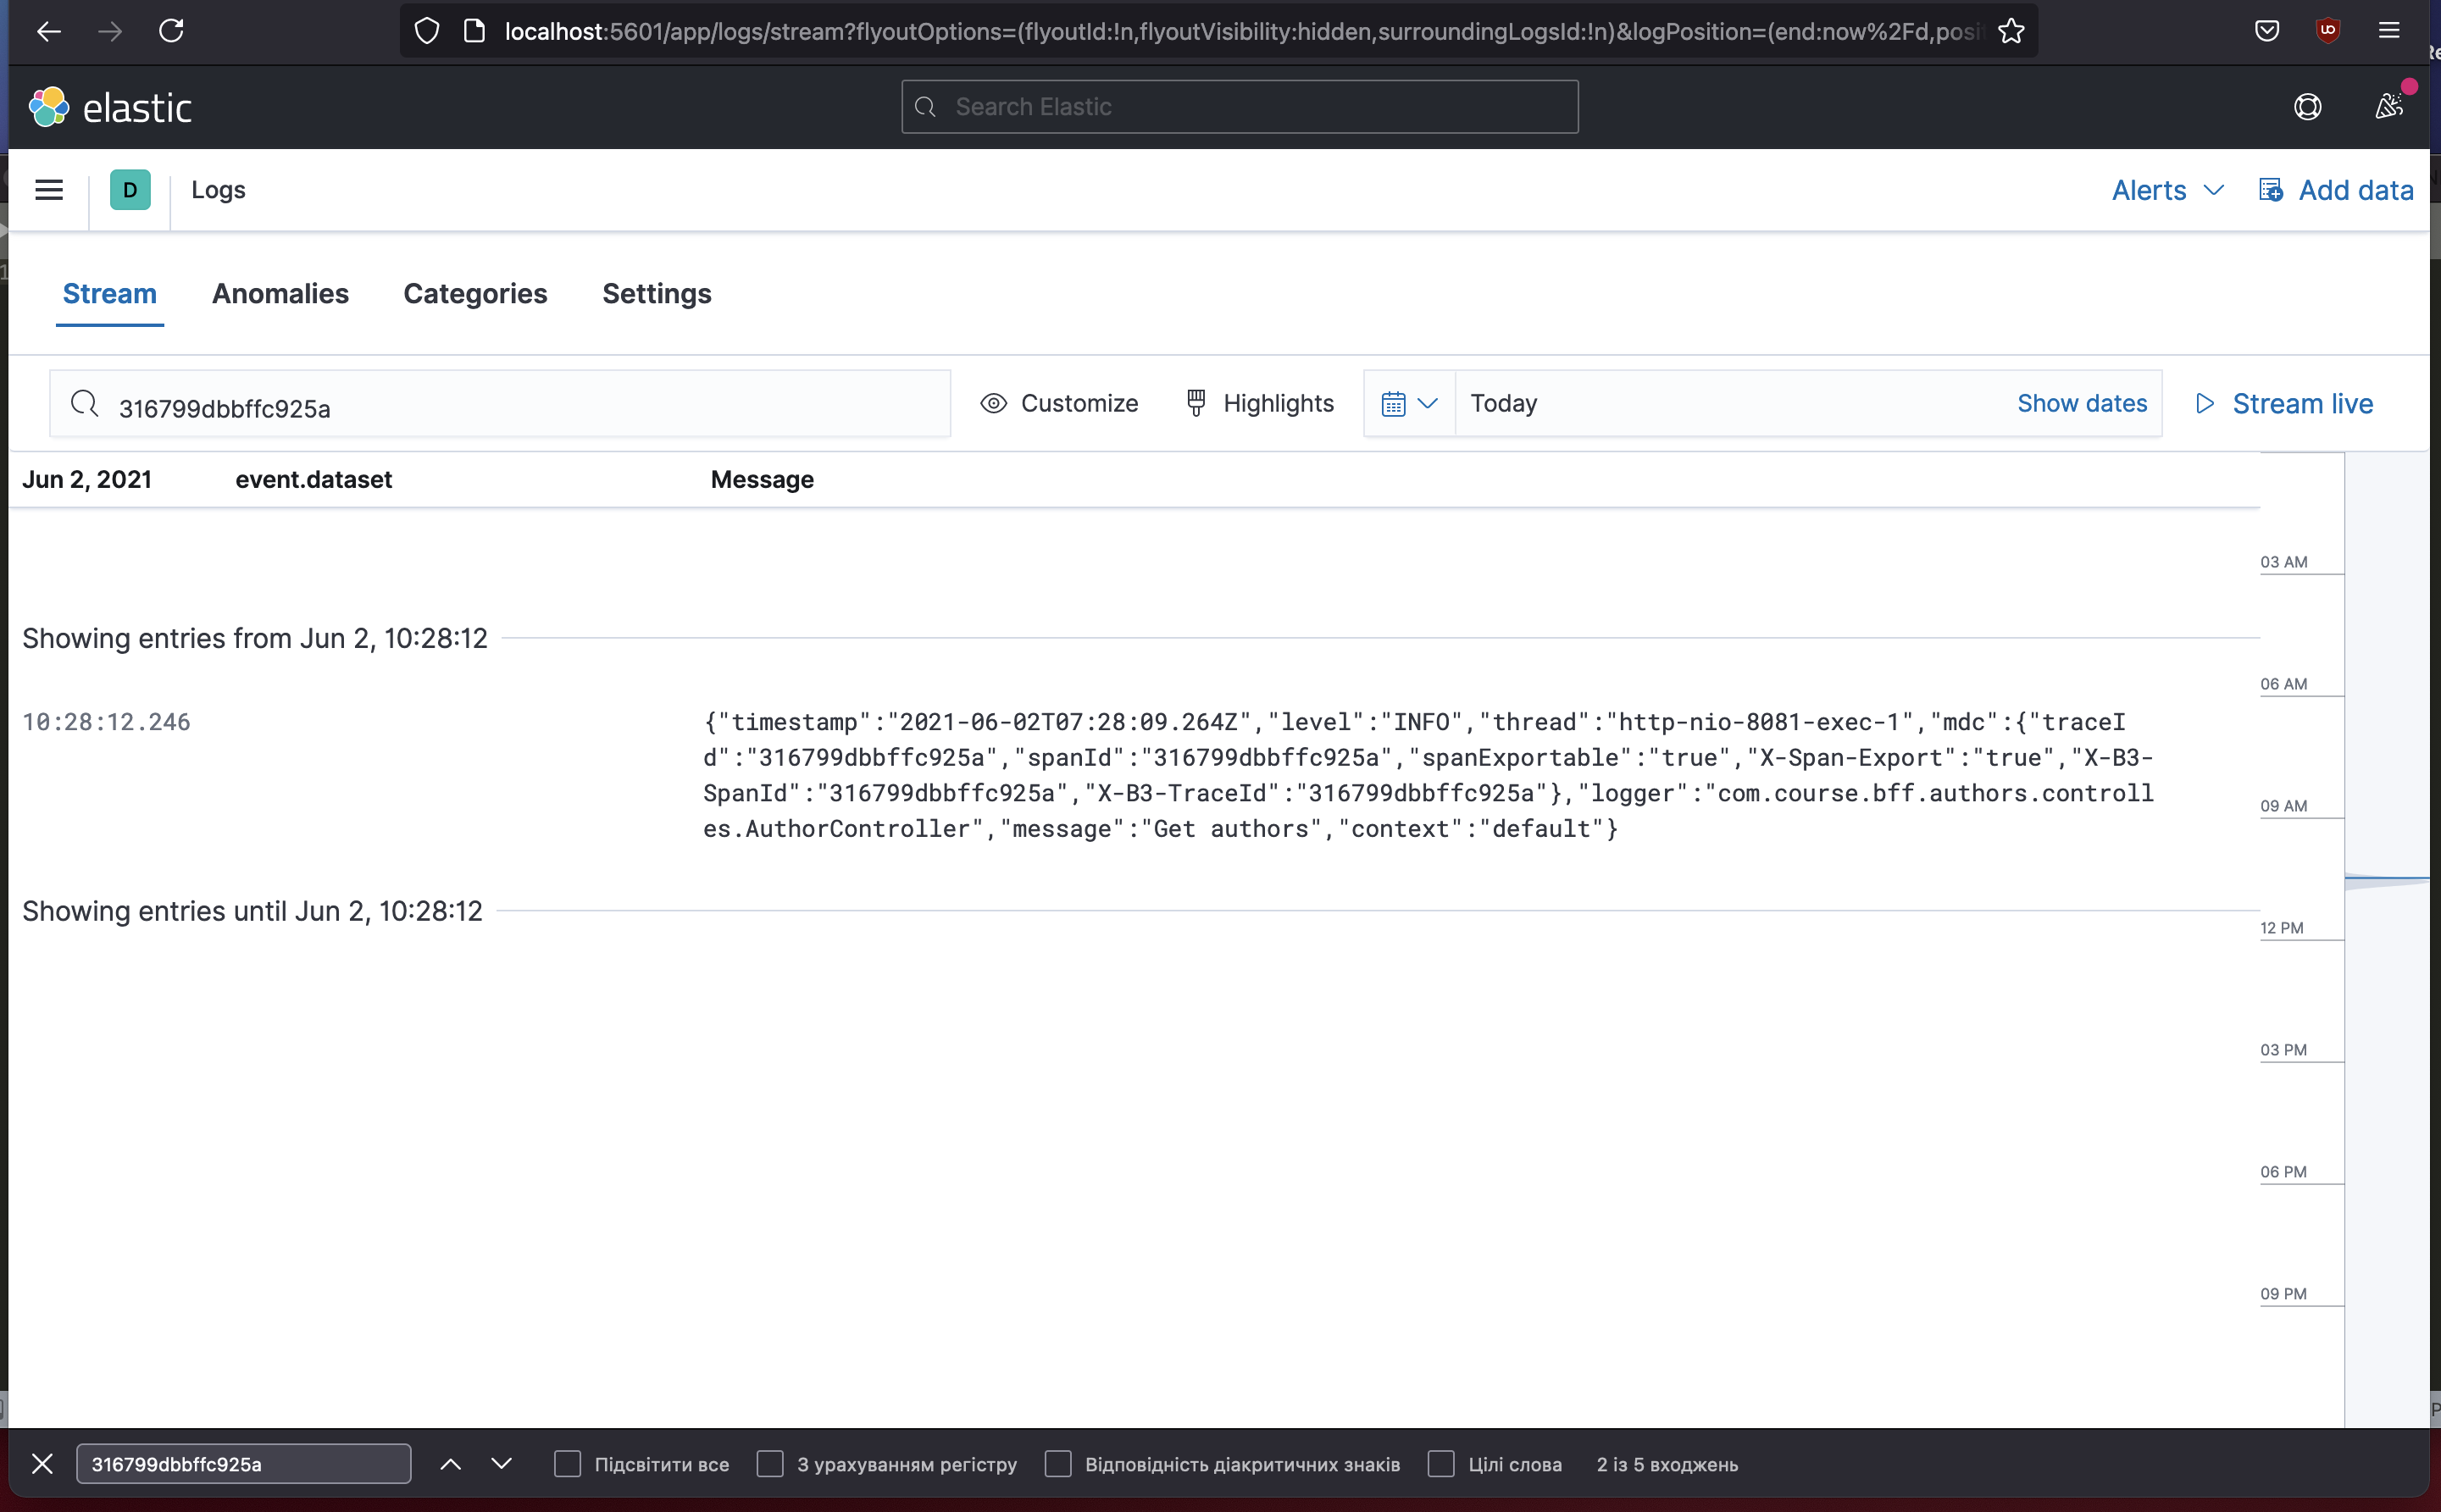 localhost:5601/app/logs/stream?flyoutOptions=(flyoutId:!n,flyoutVisibility:hidden,surroundingLogsId:!n)&logPosition=(end:now%2Fd,posi
elastic
Search Elastic
D
Logs
Alerts
Add data
Stream
Anomalies
Categories
Settings
316799dbbffc925a
Customize
Highlights
Today
Show dates
Stream live
Jun 2, 2021
event.dataset
Message
03 AM
Showing entries from Jun 2, 10:28:12
06 AM
10:28:12.246
{"timestamp":"2021-06-02T07:28:09.264Z","level":"INFO","thread":"http-nio-8081-exec-1","mdc":{"traceI
d":"316799dbbffc925a","spanId":"316799dbbffc925a","spanExportable":"true","X-Span-Export":"true","X-B3-
SpanId":"316799dbbffc925a","X-B3-TraceId":"316799dbbffc925a"},"logger":"com.course.bff.authors.controll
es.AuthorController","message":"Get authors","context":"default"}
09 AM
Showing entries until Jun 2, 10:28:12
12 PM
03 PM
06 PM
09 PM
316799dbbffc925a
Підсвітити все
З урахуванням регістру
Відповідність діакритичних знаків
Цілі слова
2 із 5 входжень